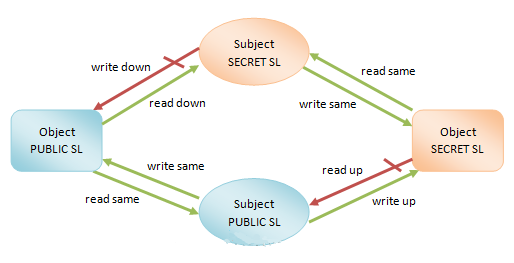 Subject
SECRET SL
write down
read same
read down
write same
Object
PUBLIC SL
Object
SECRET SL
write same
read up
read same
write up
Subject
PUBLIC SL